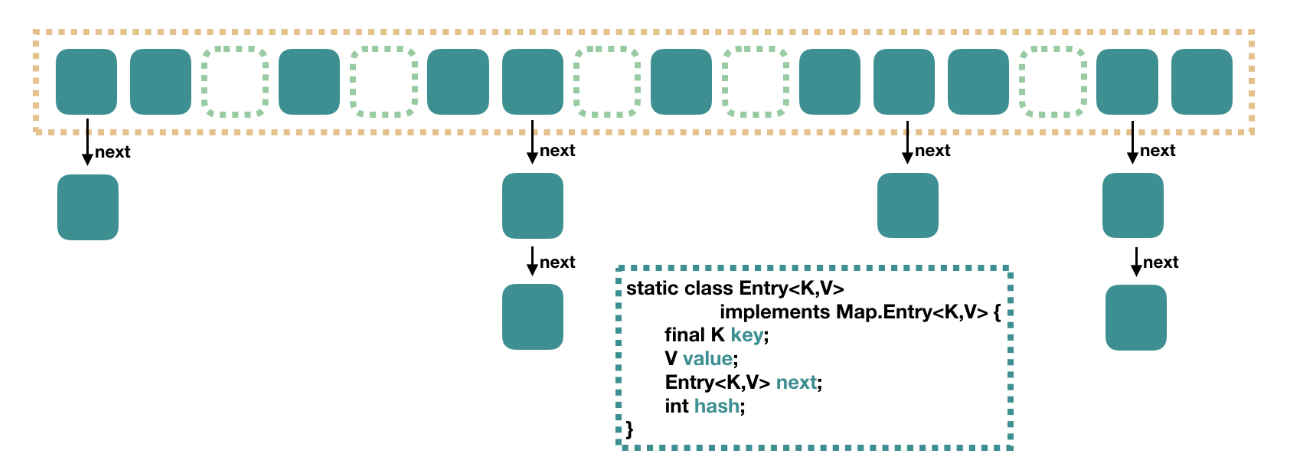 next
next
next
next
next
next
static class Entry<K,V>
implements Map.Entry<K,V> {
final K key;
V value;
Entry<K,V> next;
int hash;
}